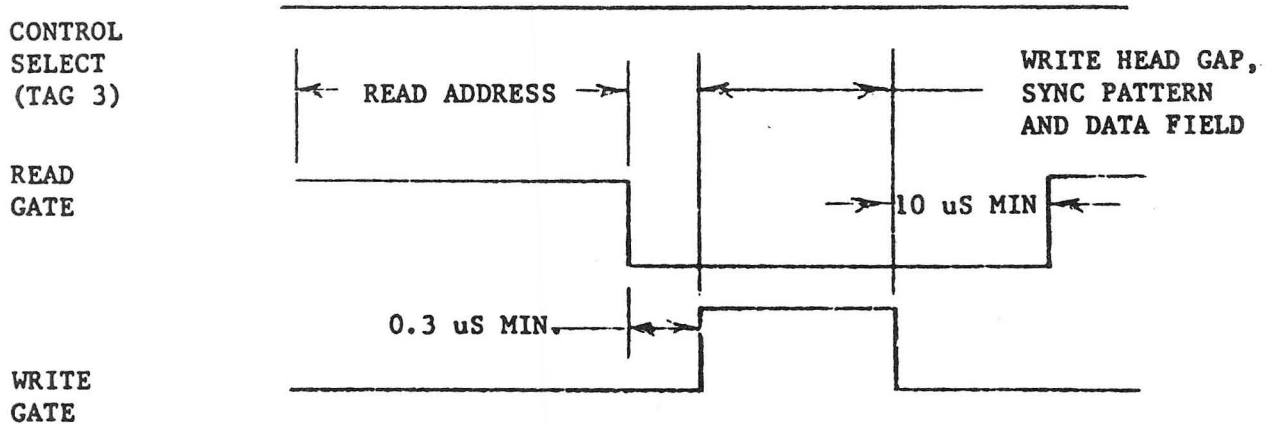 CONTROL
SELECT
(TAG 3)
READ ADDRESS
WRITE HEAD GAP,
SYNC PATTERN
AND DATA FIELD
READ
GATE
10 uS MIN
0.3 uS MIN.
WRITE
GATE